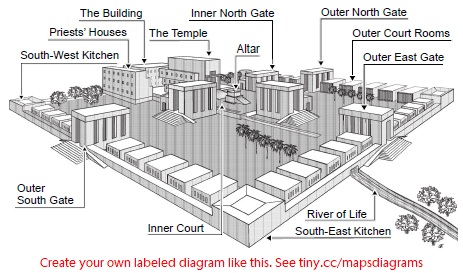 The Building
Inner North Gate
Outer North Gate
Priests' Houses
The Temple
Outer Court Rooms
South-West Kitchen
Altar
Outer East Gate
Outer
South Gate
Inner Court
River of Life
South-East Kitchen
Create your own labeled diagram like this. See tiny.cc/mapsdiagrams